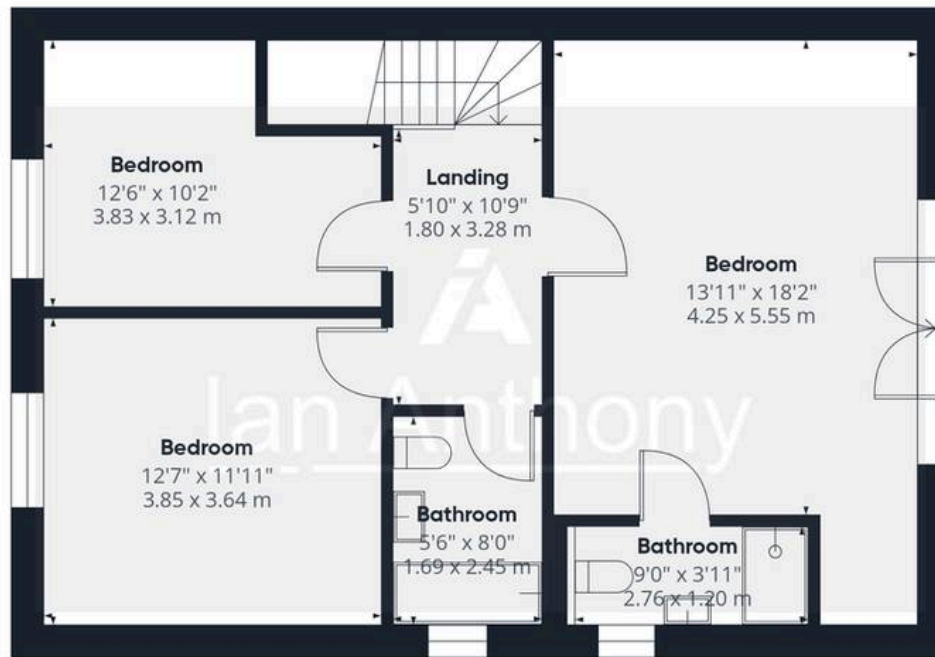 Bedroom
12'6" x 10'2"
3.83 x 3.12 m
Landing
5'10" x 10'9"
1.80 x 3.28 m
Bedroom
13'11" x 18'2"
4.25 x 5.55 m
Ian Anthony
Bedroom
12'7" x 11'11"
3.85 x 3.64 m
Bathroom
5'6" x 8'0"
1.69 x 2.45 m
Bathroom
9'0" x 3'11"
2.76 x 1.20 m